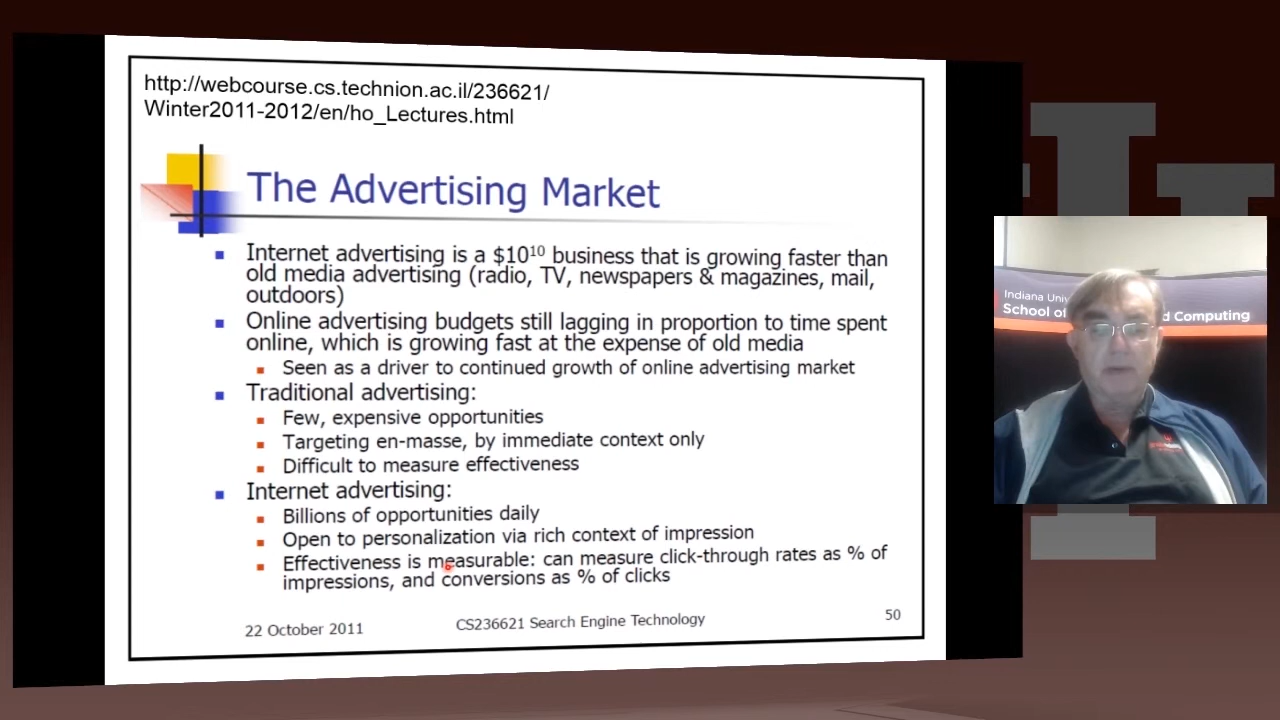 http://webcourse.cs.technion.ac.il/236621/
Winter2011-2012/en/ho_Lectures.html
The Advertising Market
Internet advertising is a $10¹⁰ business that is growing faster than
old media advertising (radio, TV, newspapers & magazines, mail,
outdoors)
Online advertising budgets still lagging in proportion to time spent
online, which is growing fast at the expense of old media
Seen as a driver to continued growth of online advertising market
Traditional advertising:
Few, expensive opportunities
Targeting en-masse, by immediate context only
Difficult to measure effectiveness
Internet advertising:
Billions of opportunities daily
Open to personalization via rich context of impression
Effectiveness is measurable: can measure click-through rates as % of
impressions, and conversions as % of clicks
22 October 2011
CS236621 Search Engine Technology
50
Indiana
School of d Computing